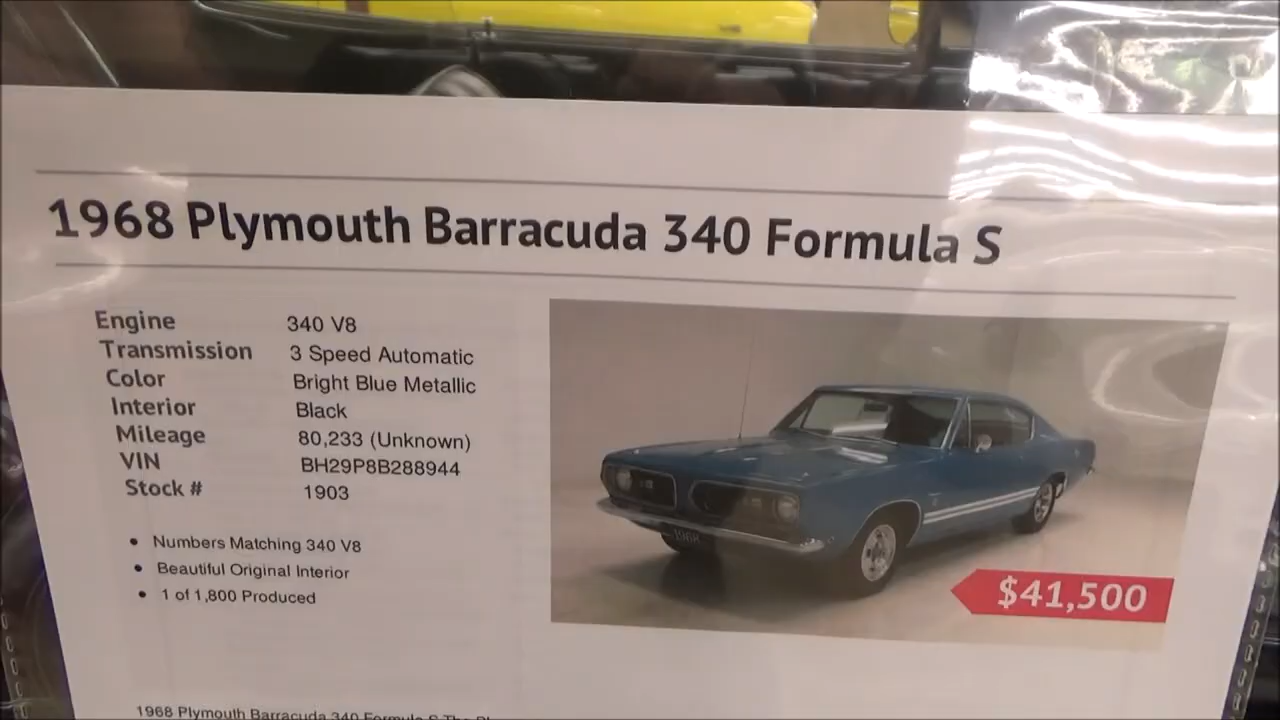 1968 Plymouth Barracuda 340 Formula S
Engine 340 V8
Transmission 3 Speed Automatic
Color Bright Blue Metallic
Interior Black
Mileage 80,233 (Unknown)
VIN BH29P8B288944
Stock # 1903
• Numbers Matching 340 V8
• Beautiful Original Interior
• 1 of 1,800 Produced
1968
$41,500
1968 Plymouth Barracuda 340 Formula S The